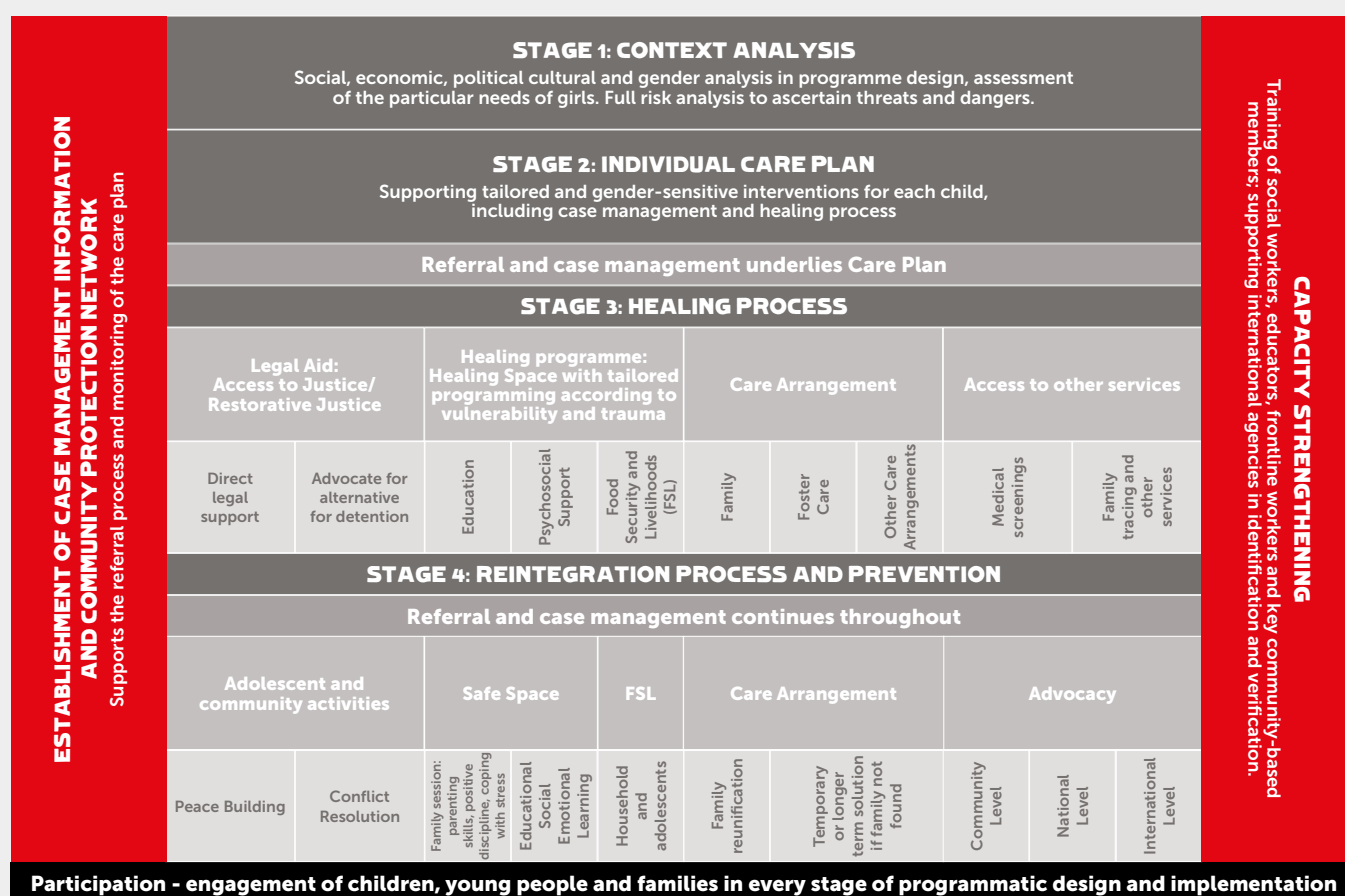 ESTABLISHMENT OF CASE MANAGEMENT INFORMATION
AND COMMUNITY PROTECTION NETWORK
Supports the referral process and monitoring of the care plan
STAGE 1: CONTEXT ANALYSIS
Social, economic, political cultural and gender analysis in programme design, assessment
of the particular needs of girls. Full risk analysis to ascertain threats and dangers.
STAGE 2: INDIVIDUAL CARE PLAN
Supporting tailored and gender-sensitive interventions for each child,
including case management and healing process
Referral and case management underlies Care Plan
STAGE 3: HEALING PROCESS
Legal Aid:
Access to Justice/
Restorative Justice
Healing programme:
Healing Space with tailored
programming according to
vulnerability and trauma
Care Arrangement
Access to other services
Direct
legal
support
Advocate for
alternative
for detention
Education
Psychosocial
Support
Food
Security and
Livelihoods
(FSL)
Family
Foster
Care
Other Care
Arrangements
Medical
screenings
Family
tracing and
other
services
STAGE 4: REINTEGRATION PROCESS AND PREVENTION
Referral and case management continues throughout
Adolescent and
community activities
Safe Space
FSL
Care Arrangement
Advocacy
Peace Building
Conflict
Resolution
Family session:
parenting
skills, positive
discipline, coping
with stress
Educational
Social
Emotional
Learning
Household
and
adolescents
Family
reunification
Temporary
or longer
term solution
if family not
found
Community
Level
National
Level
International
Level
CAPACITY STRENGTHENING
Training of social workers, educators, frontline workers and key community-based
members; supporting international agencies in identification and verification.
Participation - engagement of children, young people and families in every stage of programmatic design and implementation